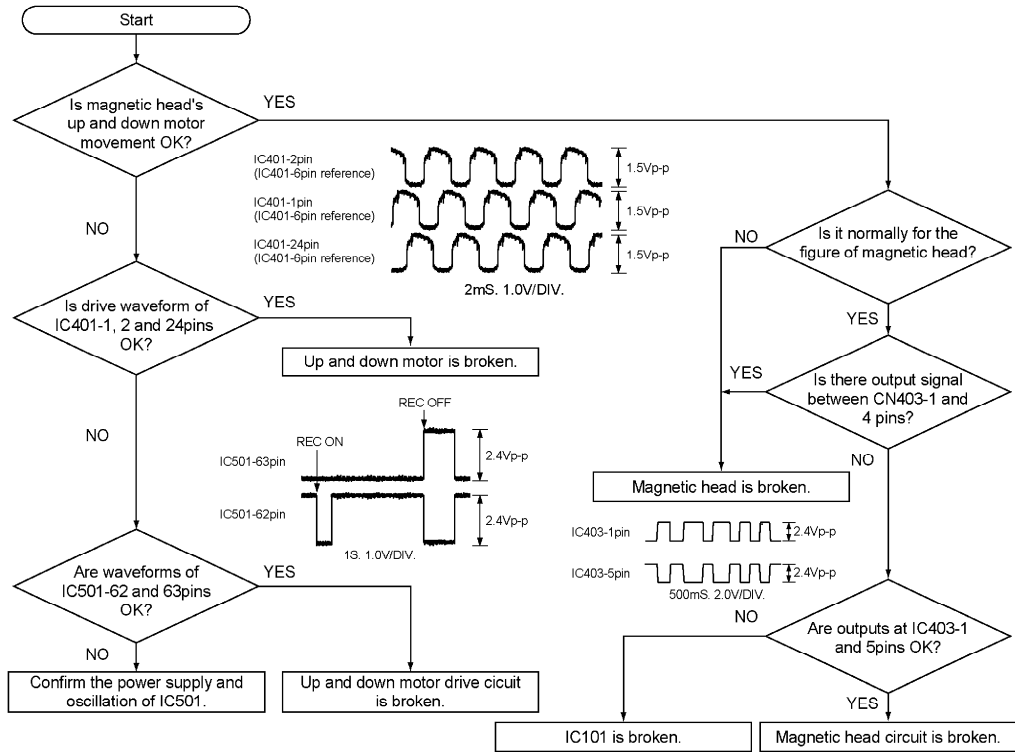 Start
Is magnetic head's
up and down motor
movement OK?
YES
NO
IC401-2pin
(IC401-6pin reference)
1.5Vp-p
IC401-1pin
(IC401-6pin reference)
1.5Vp-p
IC401-24pin
(IC401-6pin reference)
1.5Vp-p
2mS. 1.0V/DIV.
Is it normally for the
figure of magnetic head?
NO
YES
Is drive waveform of
IC401-1, 2 and 24pins
OK?
YES
Up and down motor is broken.
NO
Is there output signal
between CN403-1 and
4 pins?
YES
NO
Magnetic head is broken.
REC OFF
REC ON
IC501-63pin
2.4Vp-p
IC501-62pin
2.4Vp-p
1S. 1.0V/DIV.
IC403-1pin
2.4Vp-p
IC403-5pin
2.4Vp-p
500mS. 2.0V/DIV.
Are waveforms of
IC501-62 and 63pins
OK?
YES
NO
Confirm the power supply and
oscillation of IC501.
Up and down motor drive cicuit
is broken.
Are outputs at IC403-1
and 5pins OK?
NO
YES
IC101 is broken.
Magnetic head circuit is broken.